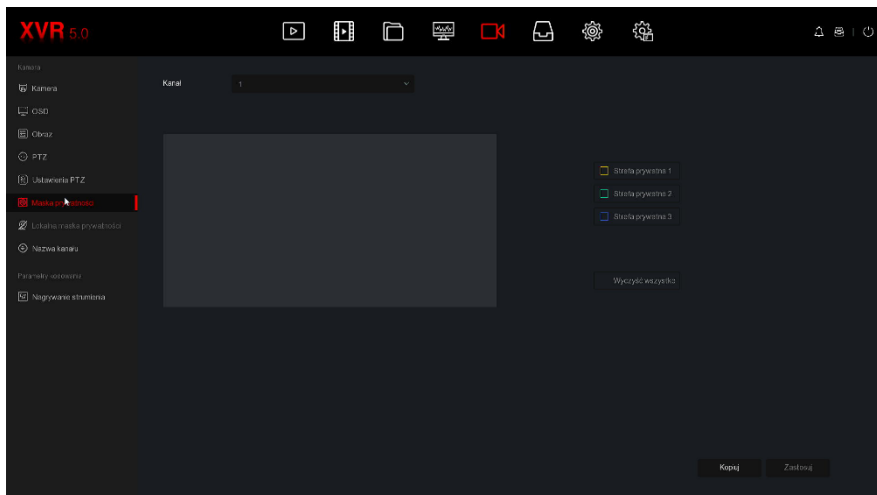 XVR 5.0
Kamera
Kamera
OSD
Obraz
PTZ
Ustawienia PTZ
Maska prywatności
Lokalna maska prywatności
Nazwa kanału
Parametry kodowania
Nagrywanie strumienia
Kanał
1
Strefa prywatna 1
Strefa prywatna 2
Strefa prywatna 3
Wyczyść wszystko
Kopiuj
Zastosuj